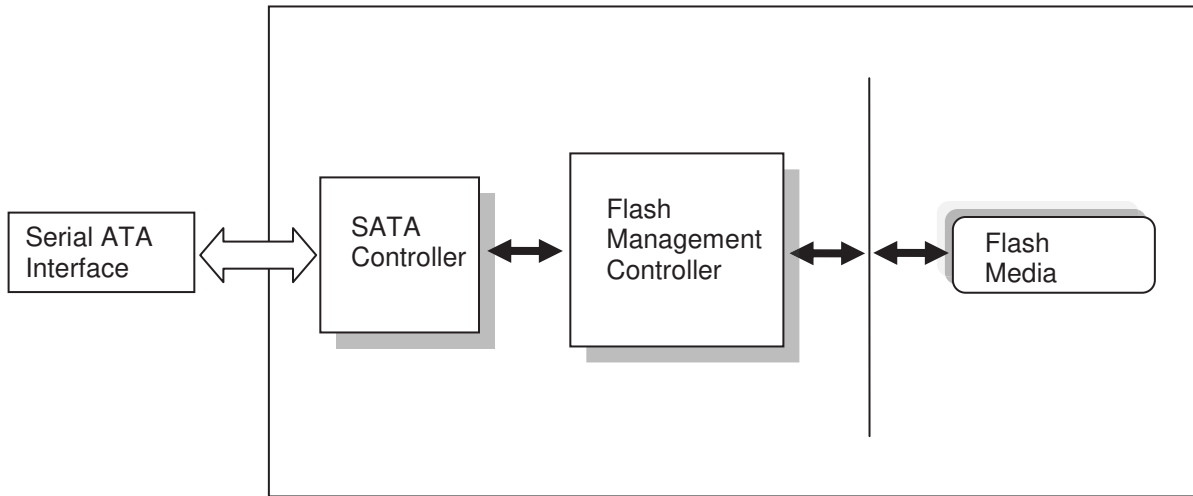 Serial ATA
Interface
SATA
Controller
Flash
Management
Controller
Flash
Media